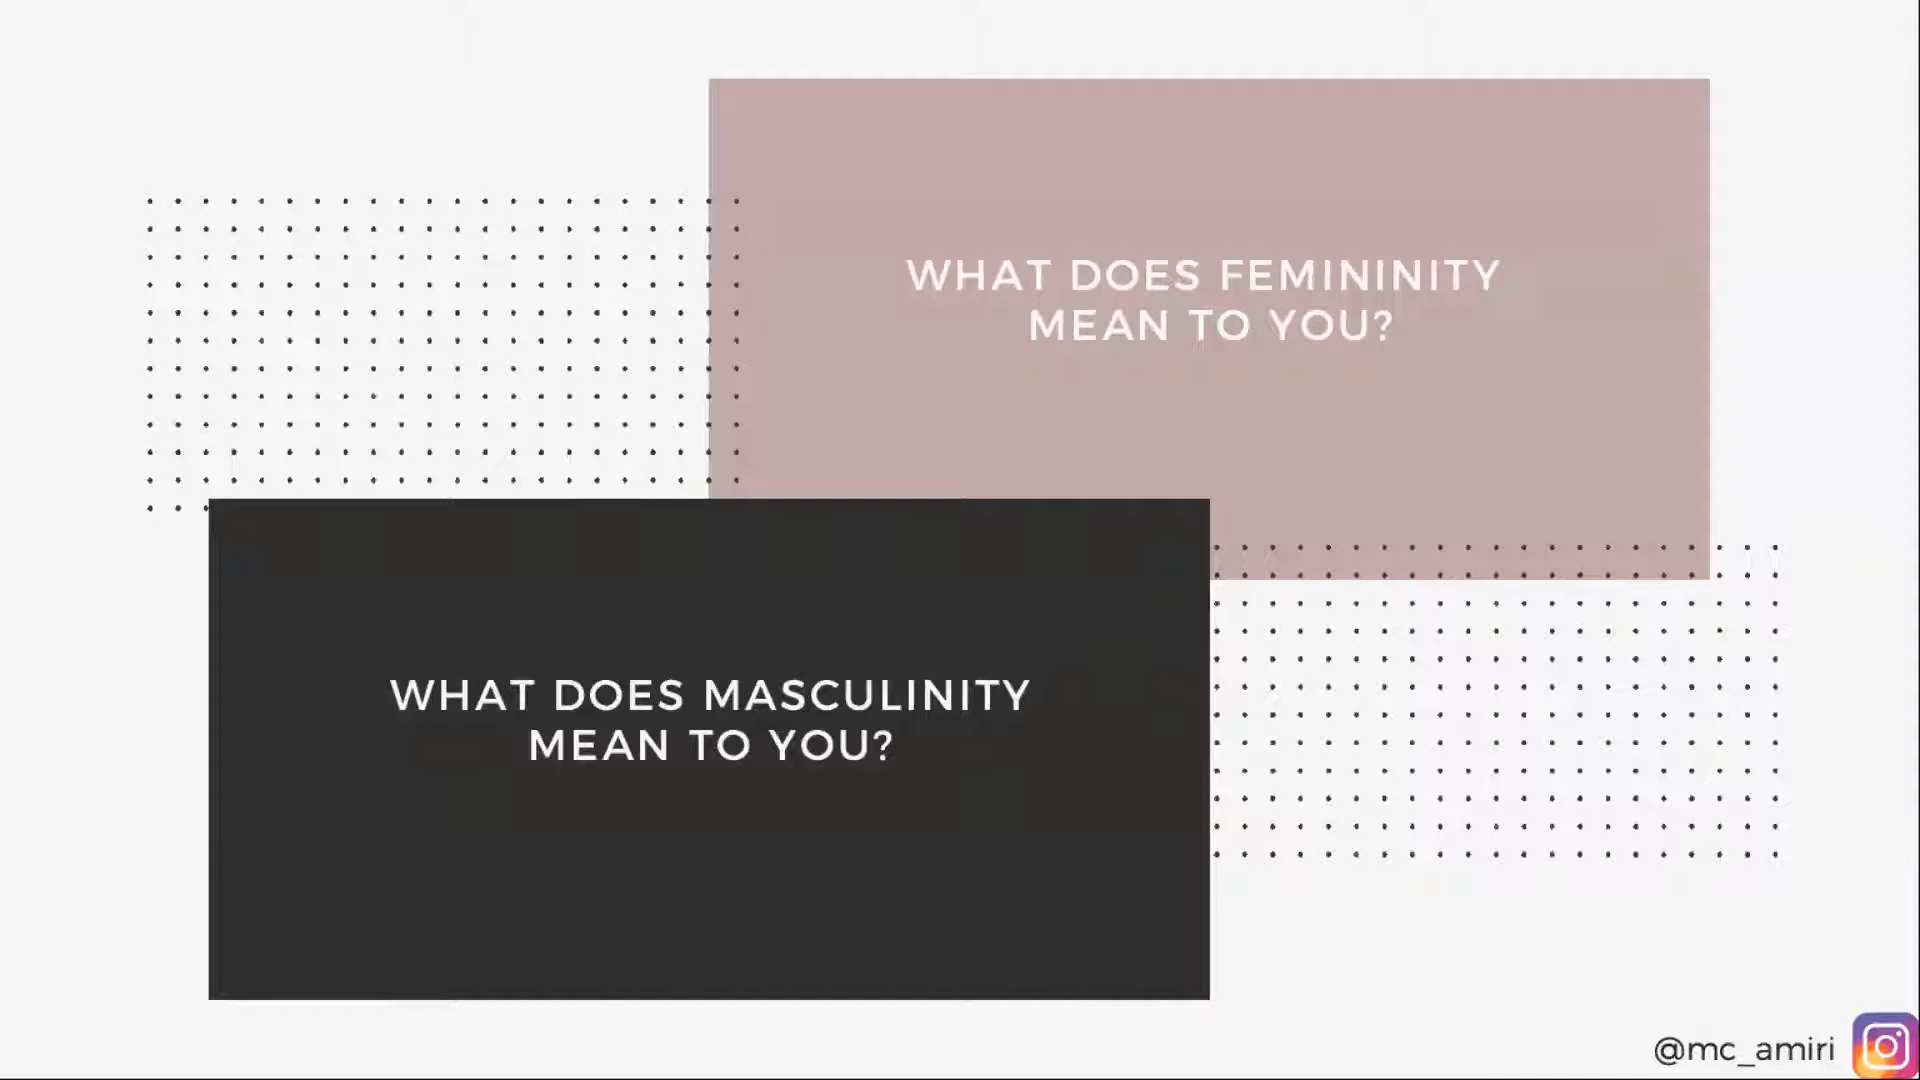 WHAT DOES FEMININITY
MEAN TO YOU?
WHAT DOES MASCULINITY
MEAN TO YOU?
@mc_amiri